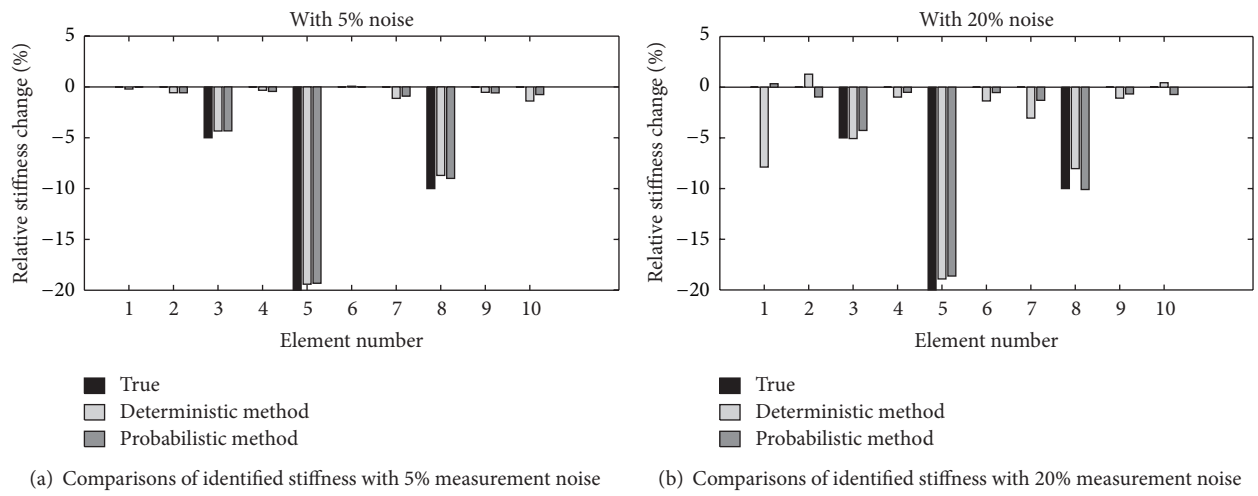 With 5% noise
Relative stiffness change (%)
5
0
−5
−10
−15
−20
1 2 3 4 5 6 7 8 9 10
Element number
True
Deterministic method
Probabilistic method
(a) Comparisons of identified stiffness with 5% measurement noise
With 20% noise
Relative stiffness change (%)
5
0
−5
−10
−15
−20
1 2 3 4 5 6 7 8 9 10
Element number
True
Deterministic method
Probabilistic method
(b) Comparisons of identified stiffness with 20% measurement noise